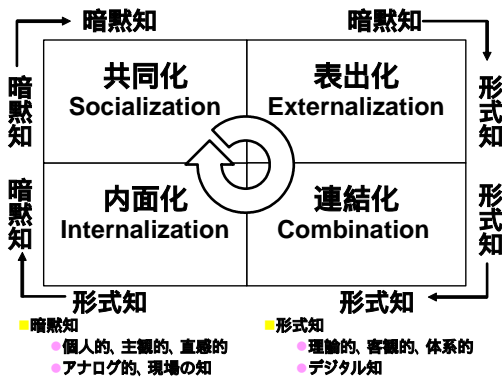 暗黙知
暗黙知
暗黙知
共同化
Socialization
表出化
Externalization
形式知
暗黙知
内面化
Internalization
連結化
Combination
形式知
形式知
形式知
■暗黙知
●個人的、主観的、直感的
●アナログ的、現場の知
■形式知
●理論的、客観的、体系的
●デジタル知